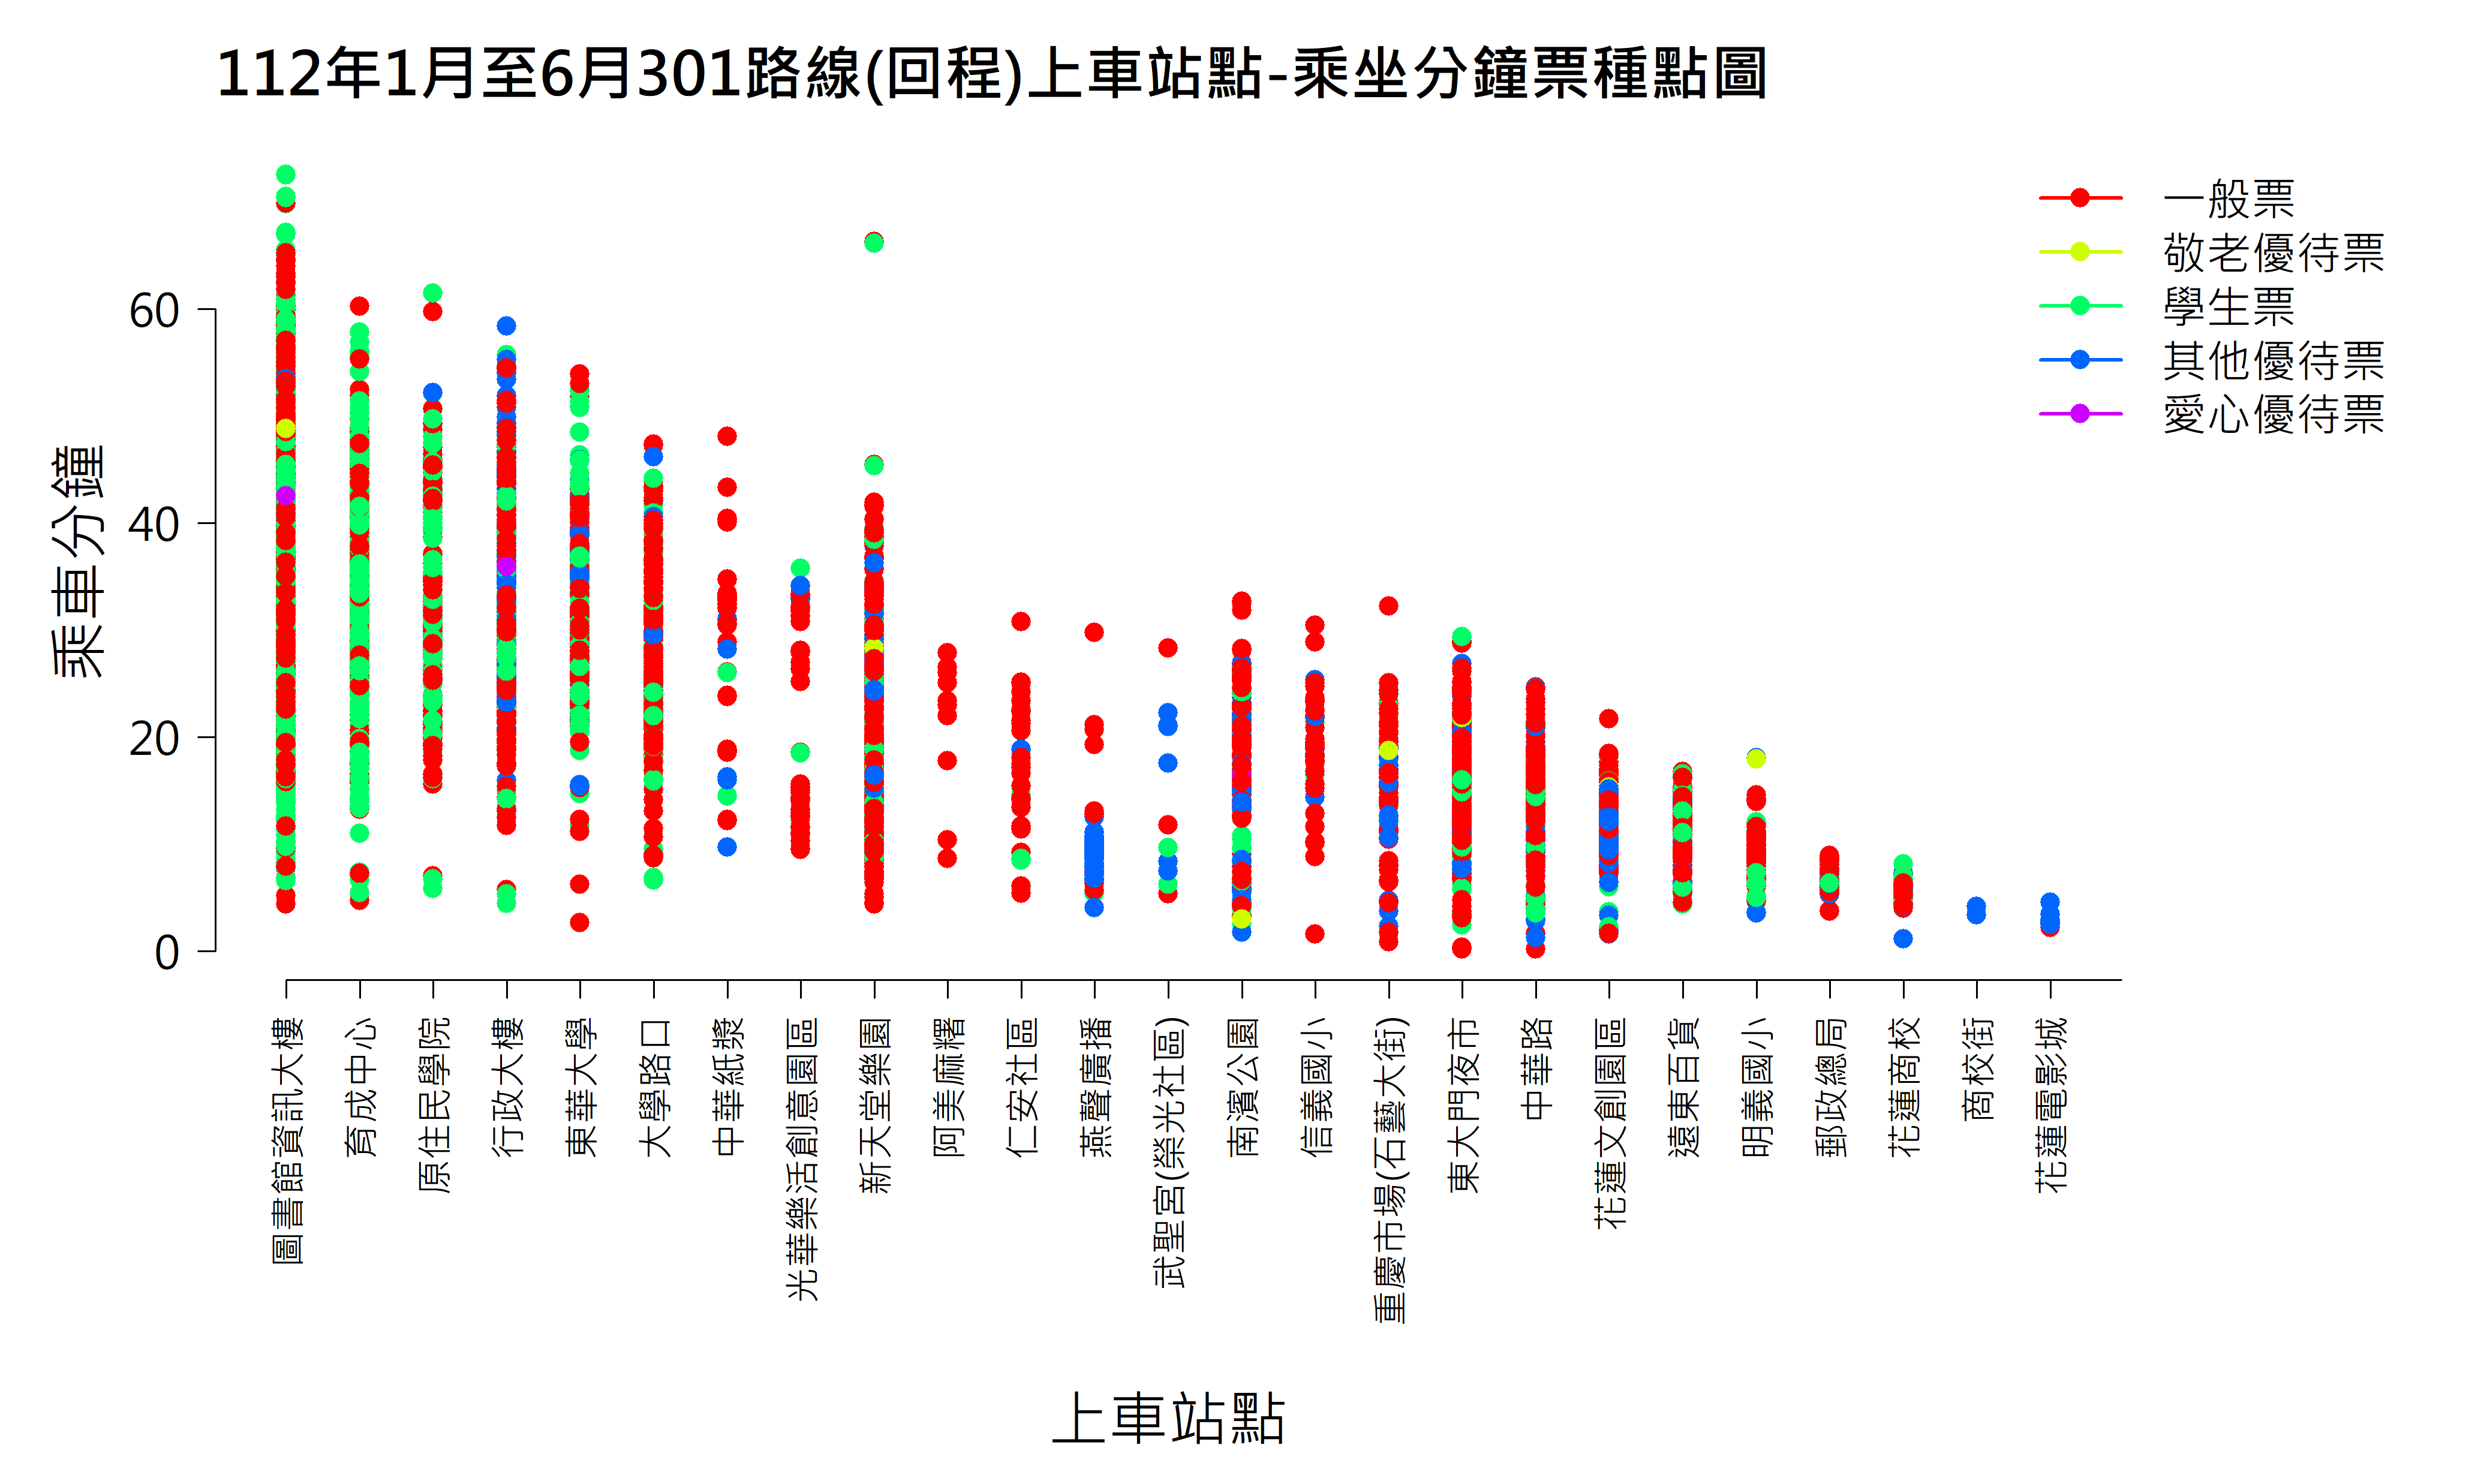 112年1月至6月301路線(回程)上車站點-乘坐分鐘票種點圖
一般票
敬老優待票
學生票
其他優待票
愛心優待票
乘車分鐘
60
40
20
0
圖書館資訊大樓
育成中心
原住民學院
行政大樓
東華大學
大學路口
中華紙漿
光華樂活創意園區
新天堂樂園
阿美麻糬
仁安社區
燕聲廣播
武聖宮(榮光社區)
南濱公園
信義國小
重慶市場(石藝大街)
東大門夜市
中華路
花蓮文創園區
遠東百貨
明義國小
郵政總局
花蓮商校
商校街
花蓮電影城
上車站點